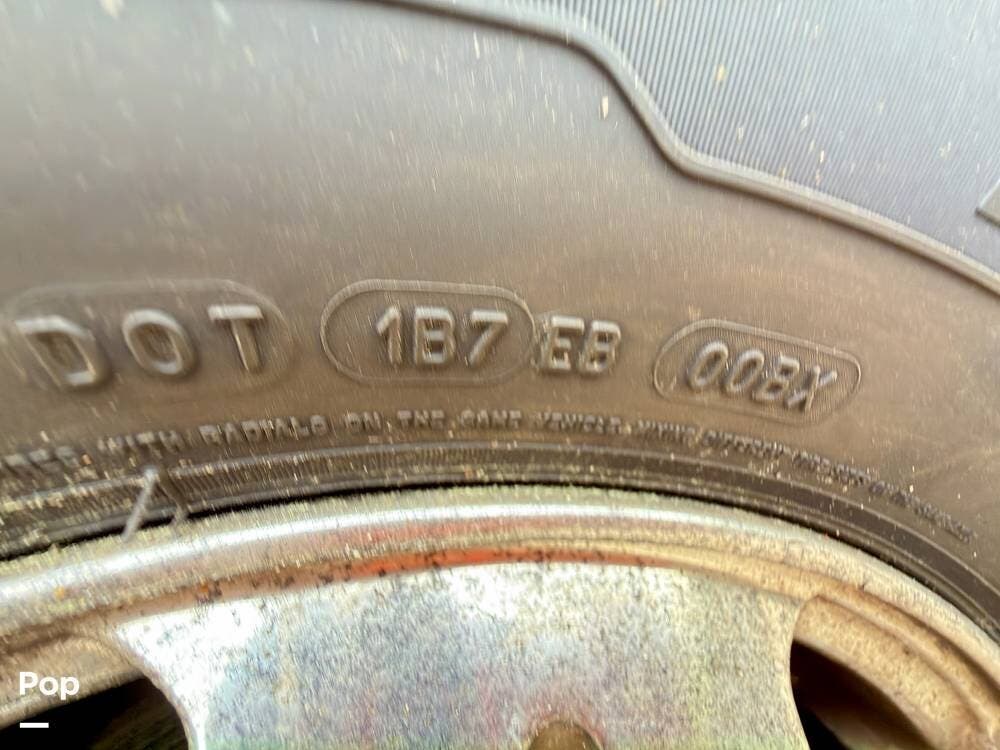 DOT 1B7 EB 00BX
WITH RADIALS ON THE SAME VEHICLE.
Pop